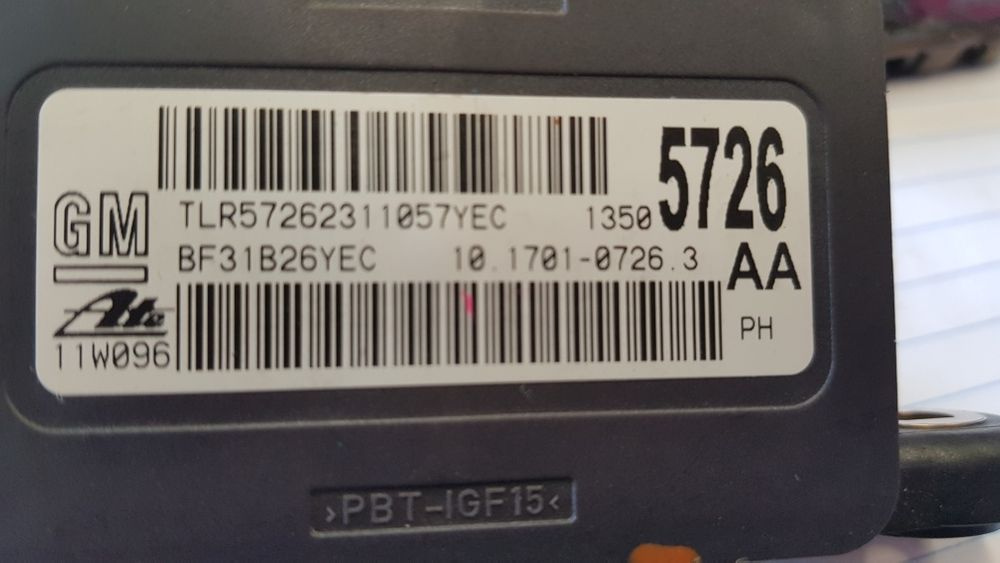 TLR57262311057YEC 1350 5726
GM BF31B26YEC 10.1701-0726.3 AA
Ate
11W096 PH
>PBT-IGF15<